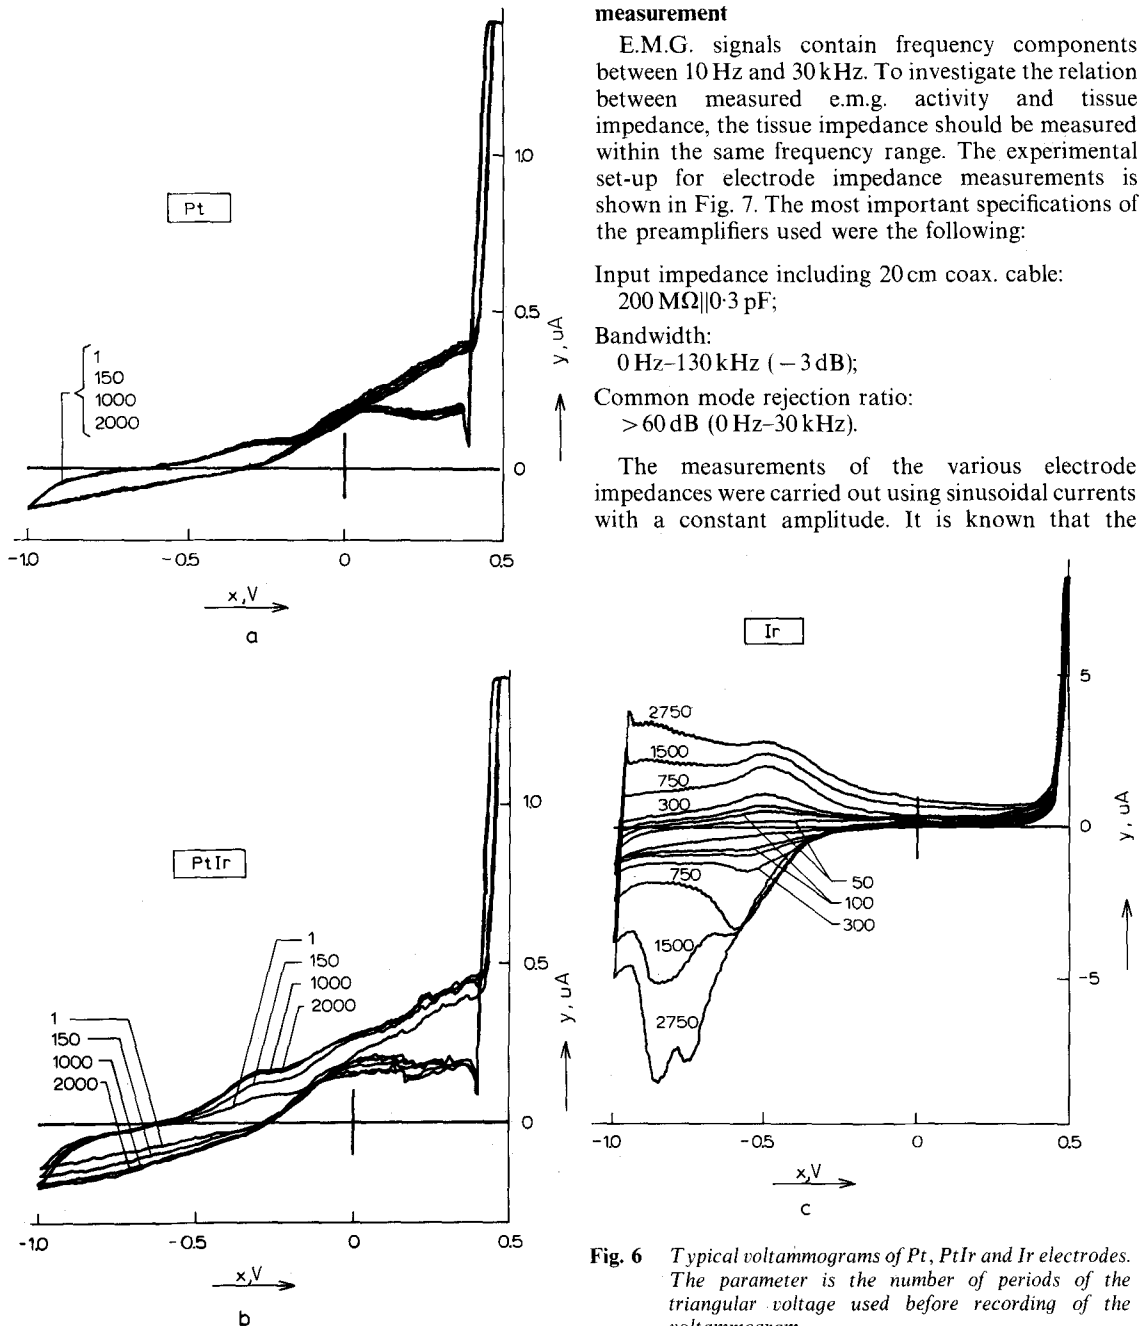 measurement
E.M.G. signals contain frequency components
between 10 Hz and 30 kHz. To investigate the relation
between measured e.m.g. activity and tissue
impedance, the tissue impedance should be measured
within the same frequency range. The experimental
set-up for electrode impedance measurements is
shown in Fig. 7. The most important specifications of
the preamplifiers used were the following:
Input impedance including 20 cm coax. cable:
200 MΩ||0·3 pF;
Bandwidth:
0 Hz–130 kHz (−3 dB);
Common mode rejection ratio:
>60 dB (0 Hz–30 kHz).
The measurements of the various electrode
impedances were carried out using sinusoidal currents
with a constant amplitude. It is known that the
Pt
1
150
1000
2000
1.0
0.5
0
y, uA
-1.0 -0.5 0 0.5
x,V
a
PtIr
1
150
1000
2000
1
150
1000
2000
1.0
0.5
0
y, uA
-1.0 -0.5 0 0.5
x,V
b
Ir
2750
1500
750
300
50
100
300
750
1500
2750
5
0
-5
y, uA
-1.0 -0.5 0 0.5
x,V
c
Fig. 6 Typical voltammograms of Pt, PtIr and Ir electrodes.
The parameter is the number of periods of the
triangular voltage used before recording of the
voltammogram